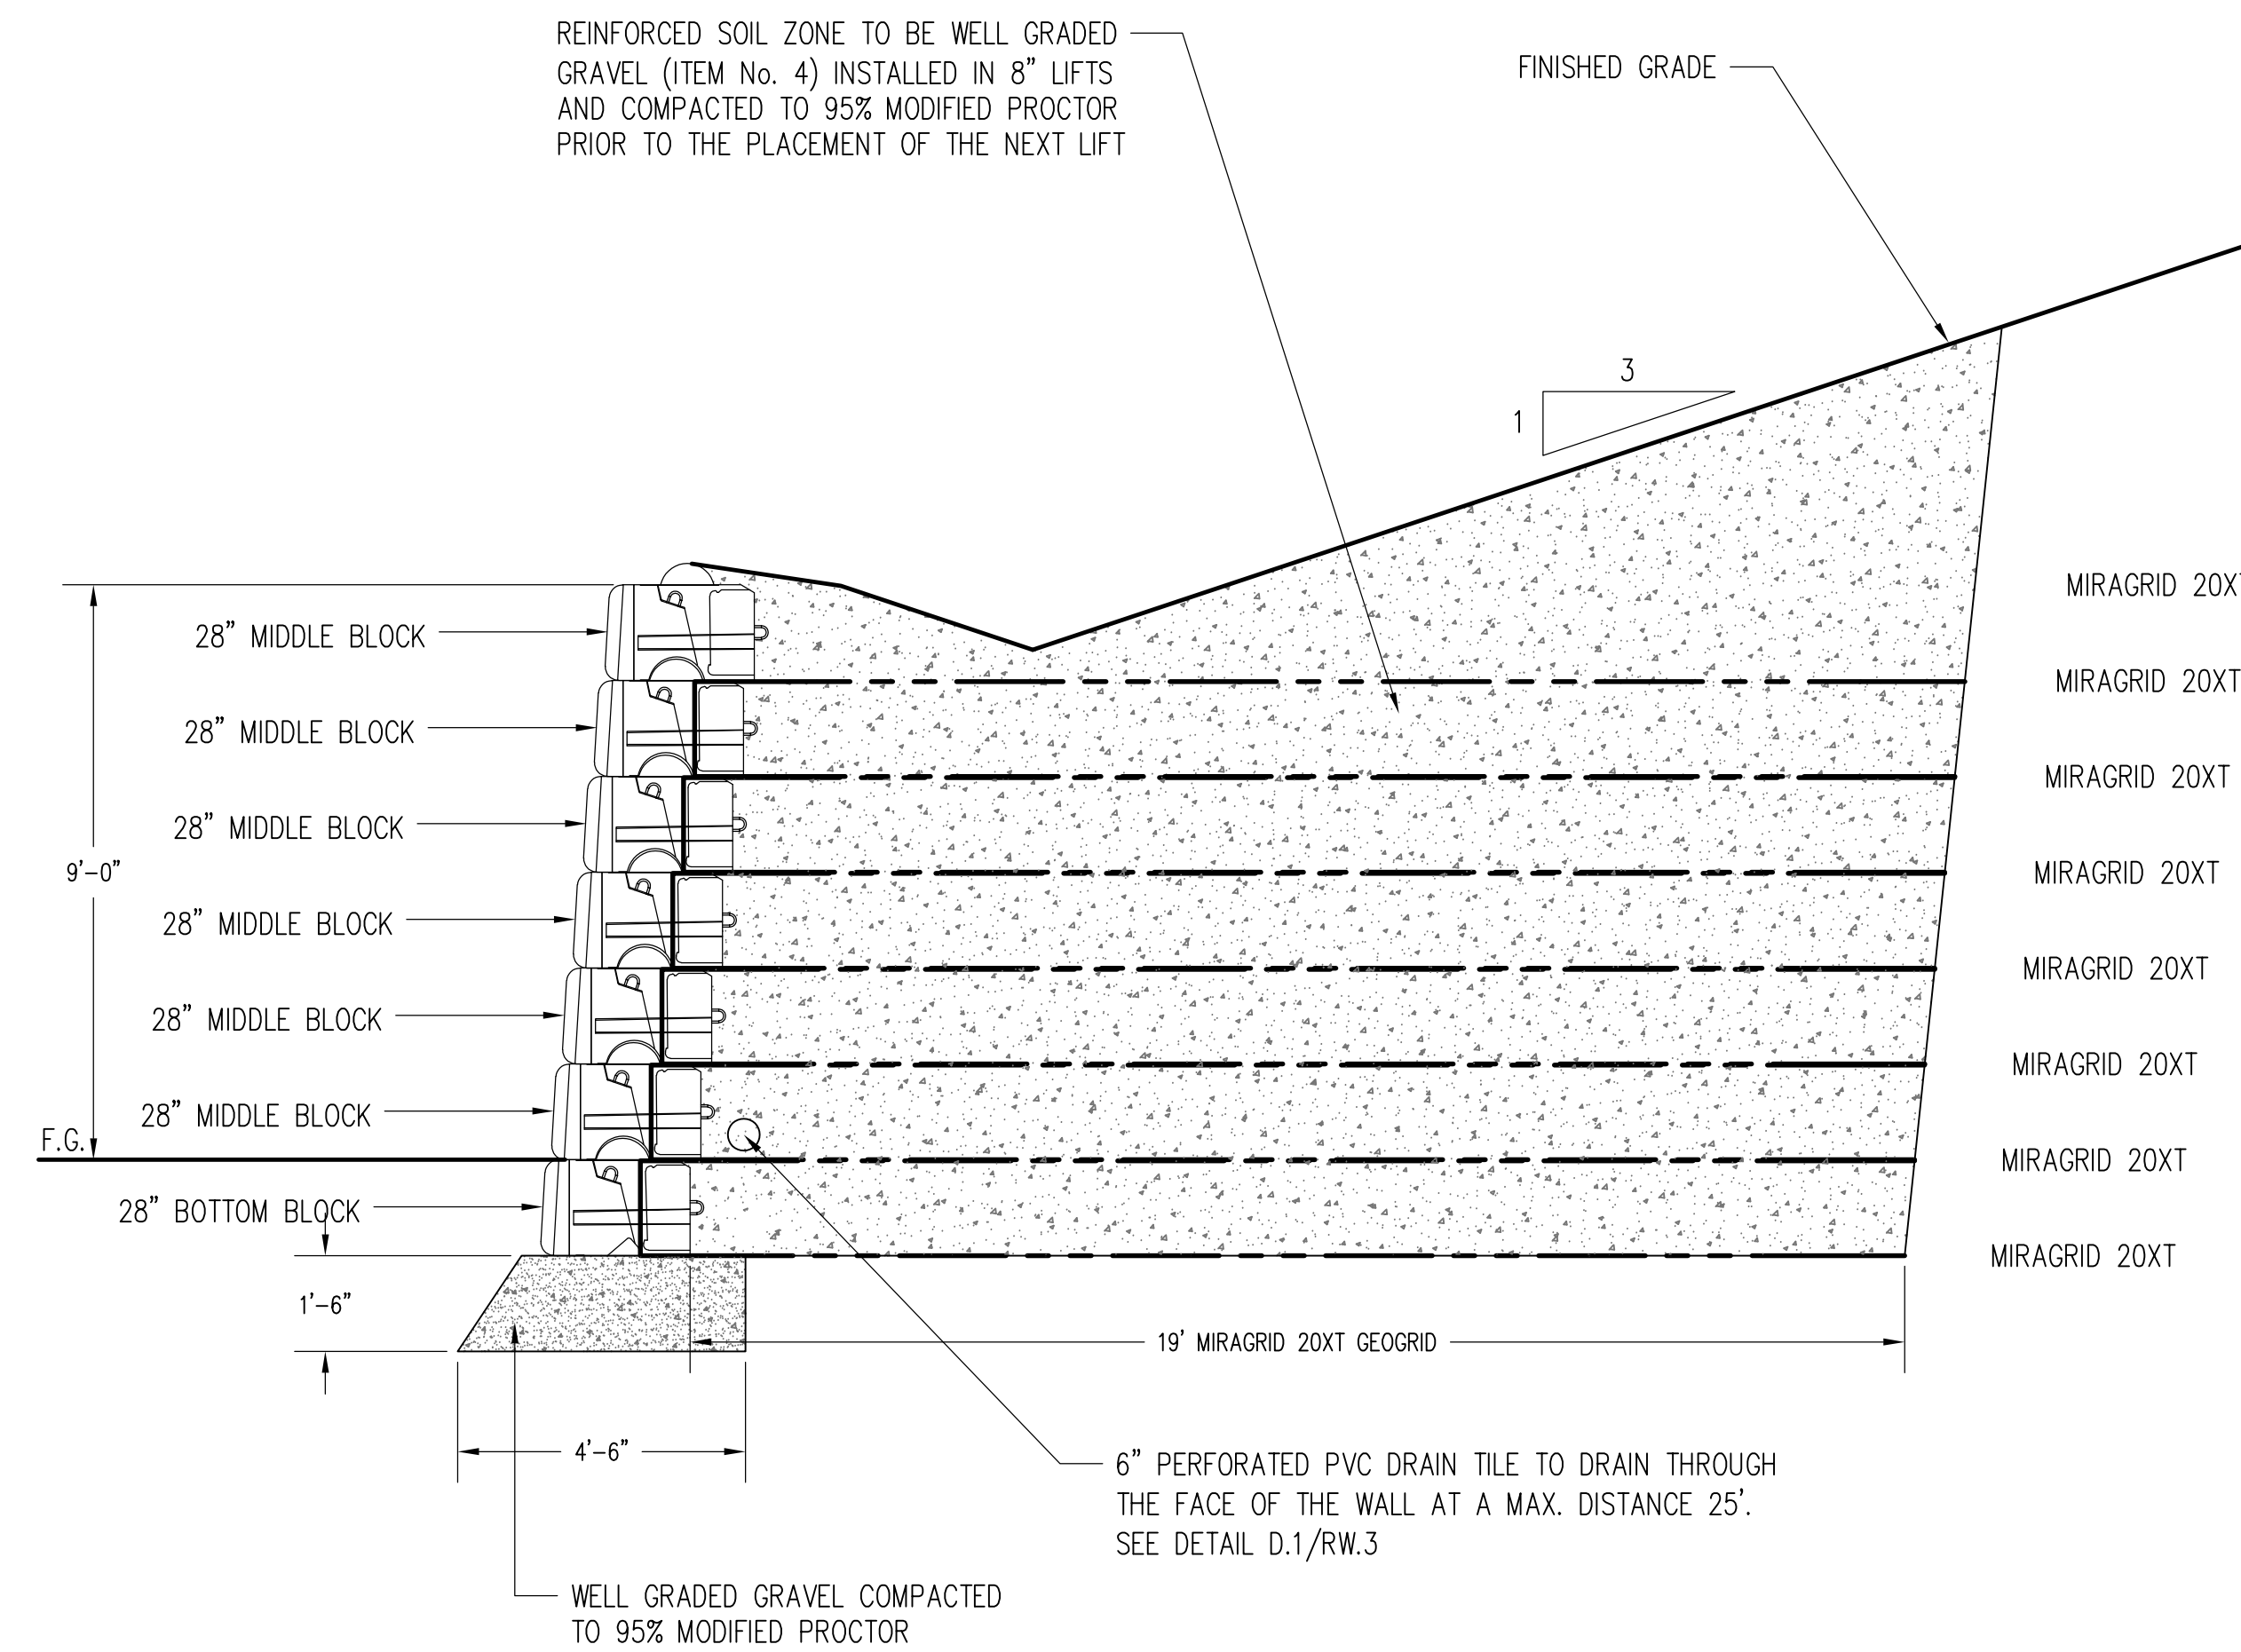 REINFORCED SOIL ZONE TO BE WELL GRADED
GRAVEL (ITEM No. 4) INSTALLED IN 8" LIFTS
AND COMPACTED TO 95% MODIFIED PROCTOR
PRIOR TO THE PLACEMENT OF THE NEXT LIFT
FINISHED GRADE
3
1
28" MIDDLE BLOCK
28" MIDDLE BLOCK
28" MIDDLE BLOCK
28" MIDDLE BLOCK
28" MIDDLE BLOCK
28" MIDDLE BLOCK
28" BOTTOM BLOCK
9'-0"
F.G.
MIRAGRID 20XT
MIRAGRID 20XT
MIRAGRID 20XT
MIRAGRID 20XT
MIRAGRID 20XT
MIRAGRID 20XT
MIRAGRID 20XT
MIRAGRID 20XT
1'-6"
19' MIRAGRID 20XT GEOGRID
4'-6"
6" PERFORATED PVC DRAIN TILE TO DRAIN THROUGH
THE FACE OF THE WALL AT A MAX. DISTANCE 25'.
SEE DETAIL D.1/RW.3
WELL GRADED GRAVEL COMPACTED
TO 95% MODIFIED PROCTOR